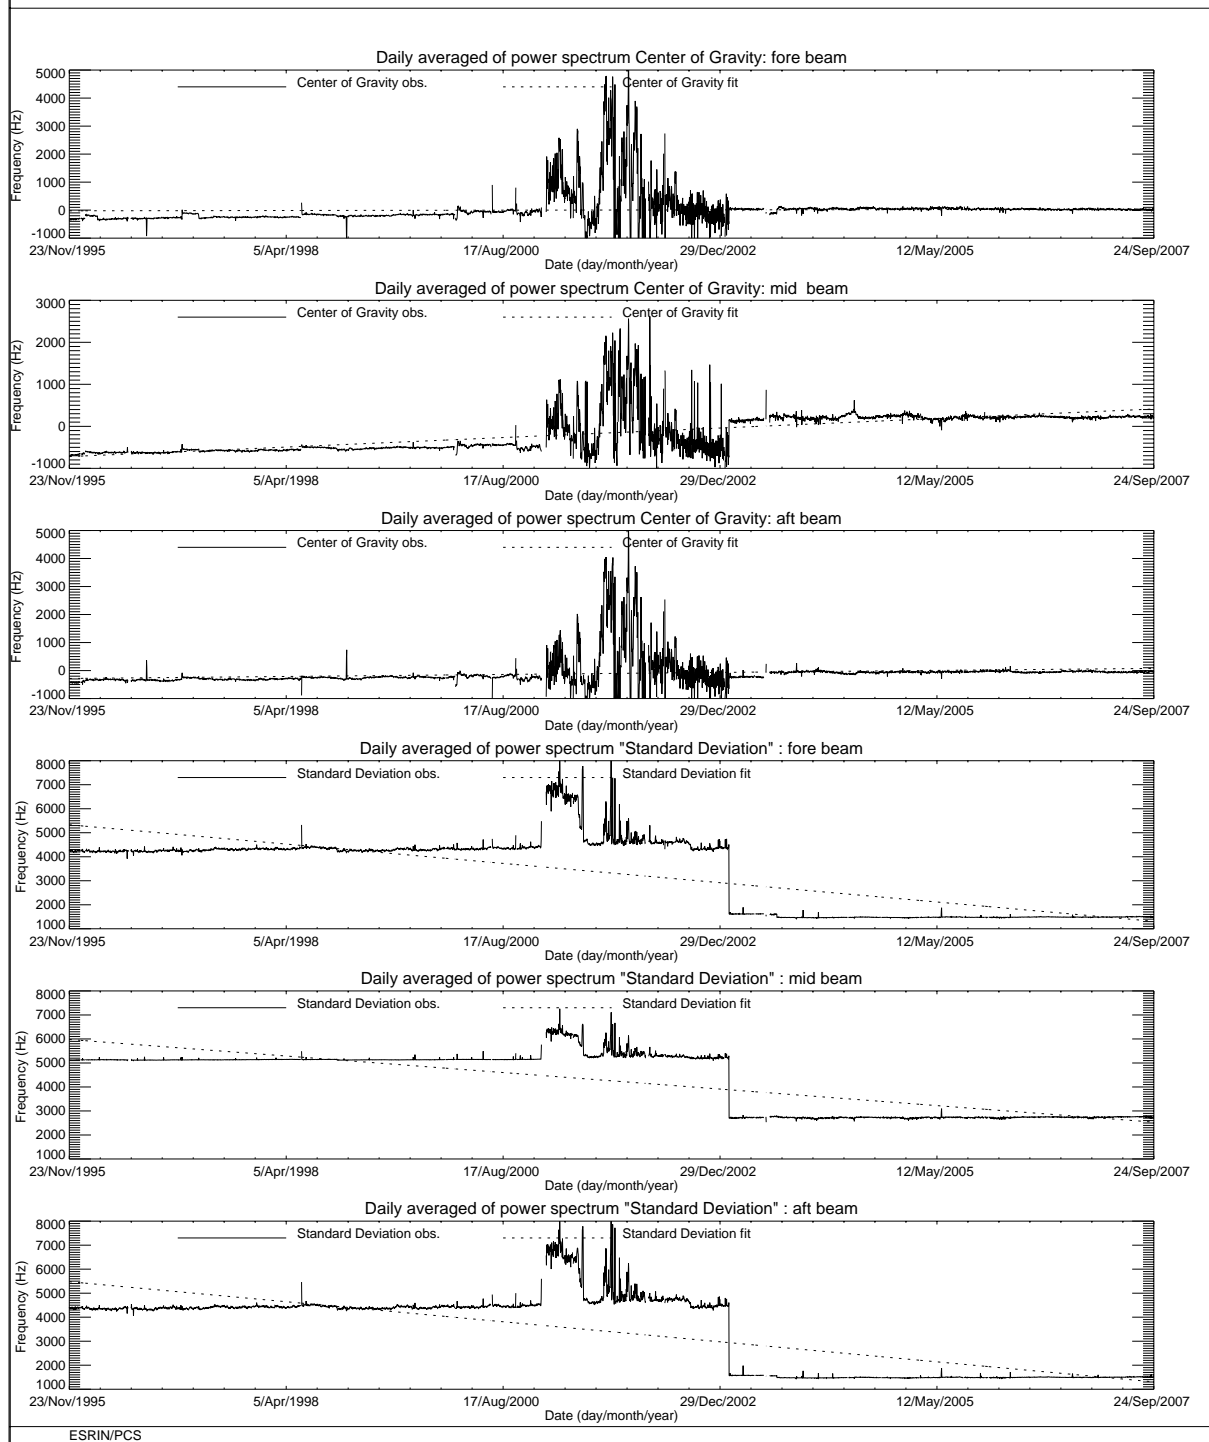 Daily averaged of power spectrum Center of Gravity: fore beam
Center of Gravity obs. Center of Gravity fit
5000
4000
3000
2000
1000
0
-1000
Frequency (Hz)
23/Nov/1995 5/Apr/1998 17/Aug/2000 29/Dec/2002 12/May/2005 24/Sep/2007
Date (day/month/year)
Daily averaged of power spectrum Center of Gravity: mid beam
Center of Gravity obs. Center of Gravity fit
3000
2000
1000
0
-1000
Frequency (Hz)
23/Nov/1995 5/Apr/1998 17/Aug/2000 29/Dec/2002 12/May/2005 24/Sep/2007
Date (day/month/year)
Daily averaged of power spectrum Center of Gravity: aft beam
Center of Gravity obs. Center of Gravity fit
5000
4000
3000
2000
1000
0
-1000
Frequency (Hz)
23/Nov/1995 5/Apr/1998 17/Aug/2000 29/Dec/2002 12/May/2005 24/Sep/2007
Date (day/month/year)
Daily averaged of power spectrum "Standard Deviation" : fore beam
Standard Deviation obs. Standard Deviation fit
8000
7000
6000
5000
4000
3000
2000
1000
Frequency (Hz)
23/Nov/1995 5/Apr/1998 17/Aug/2000 29/Dec/2002 12/May/2005 24/Sep/2007
Date (day/month/year)
Daily averaged of power spectrum "Standard Deviation" : mid beam
Standard Deviation obs. Standard Deviation fit
8000
7000
6000
5000
4000
3000
2000
1000
Frequency (Hz)
23/Nov/1995 5/Apr/1998 17/Aug/2000 29/Dec/2002 12/May/2005 24/Sep/2007
Date (day/month/year)
Daily averaged of power spectrum "Standard Deviation" : aft beam
Standard Deviation obs. Standard Deviation fit
8000
7000
6000
5000
4000
3000
2000
1000
Frequency (Hz)
23/Nov/1995 5/Apr/1998 17/Aug/2000 29/Dec/2002 12/May/2005 24/Sep/2007
Date (day/month/year)
ESRIN/PCS